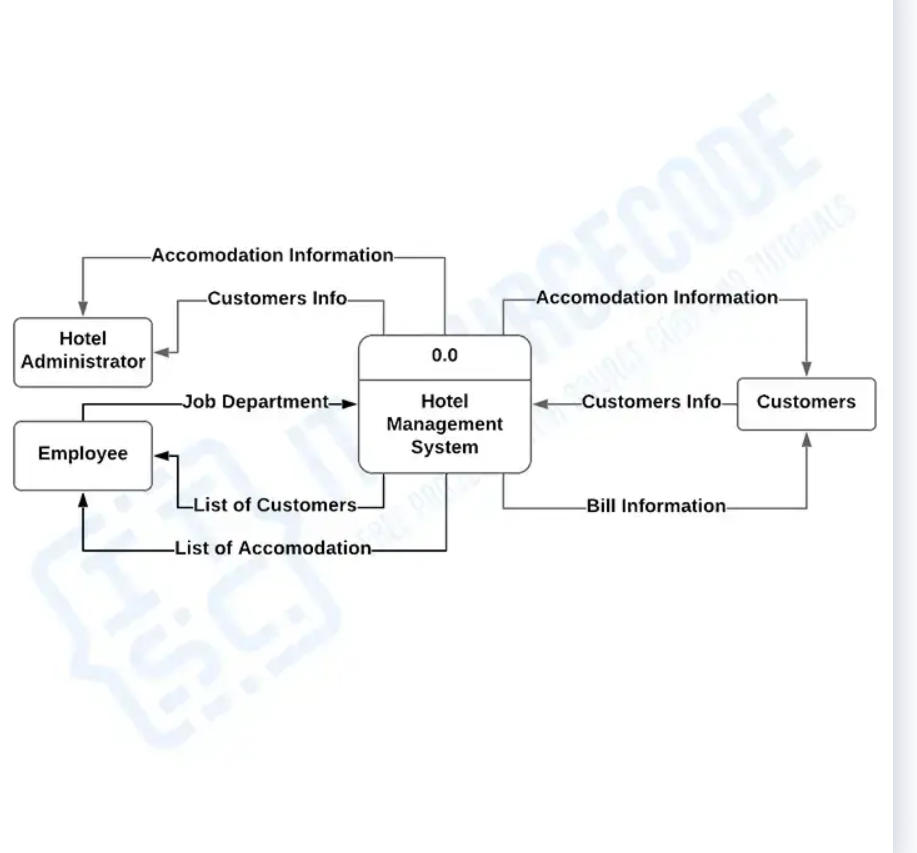 Accomodation Information
Customers Info
Accomodation Information
Hotel
Administrator
0.0
Job Department
Hotel
Management
System
Customers Info
Customers
Employee
List of Customers
Bill Information
List of Accomodation